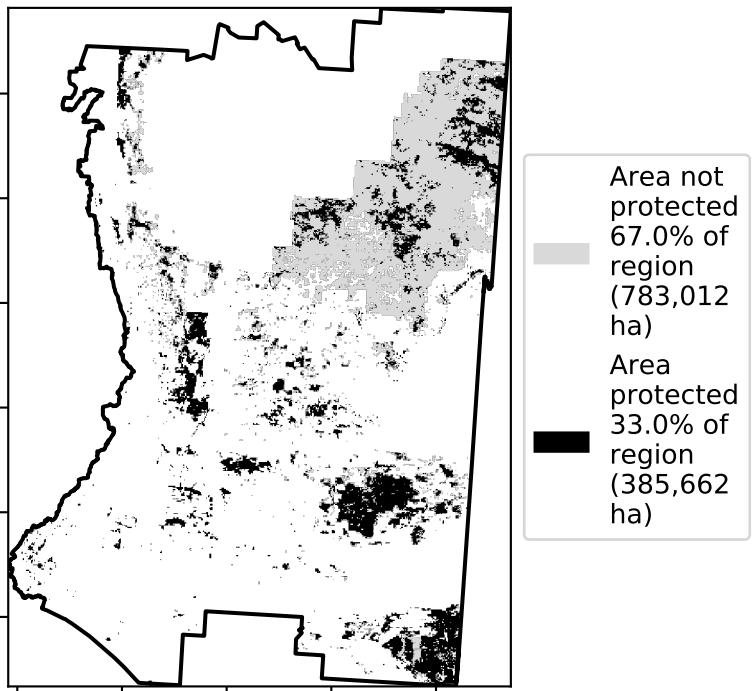 Area not
protected
67.0% of
region
(783,012
ha)
Area
protected
33.0% of
region
(385,662
ha)